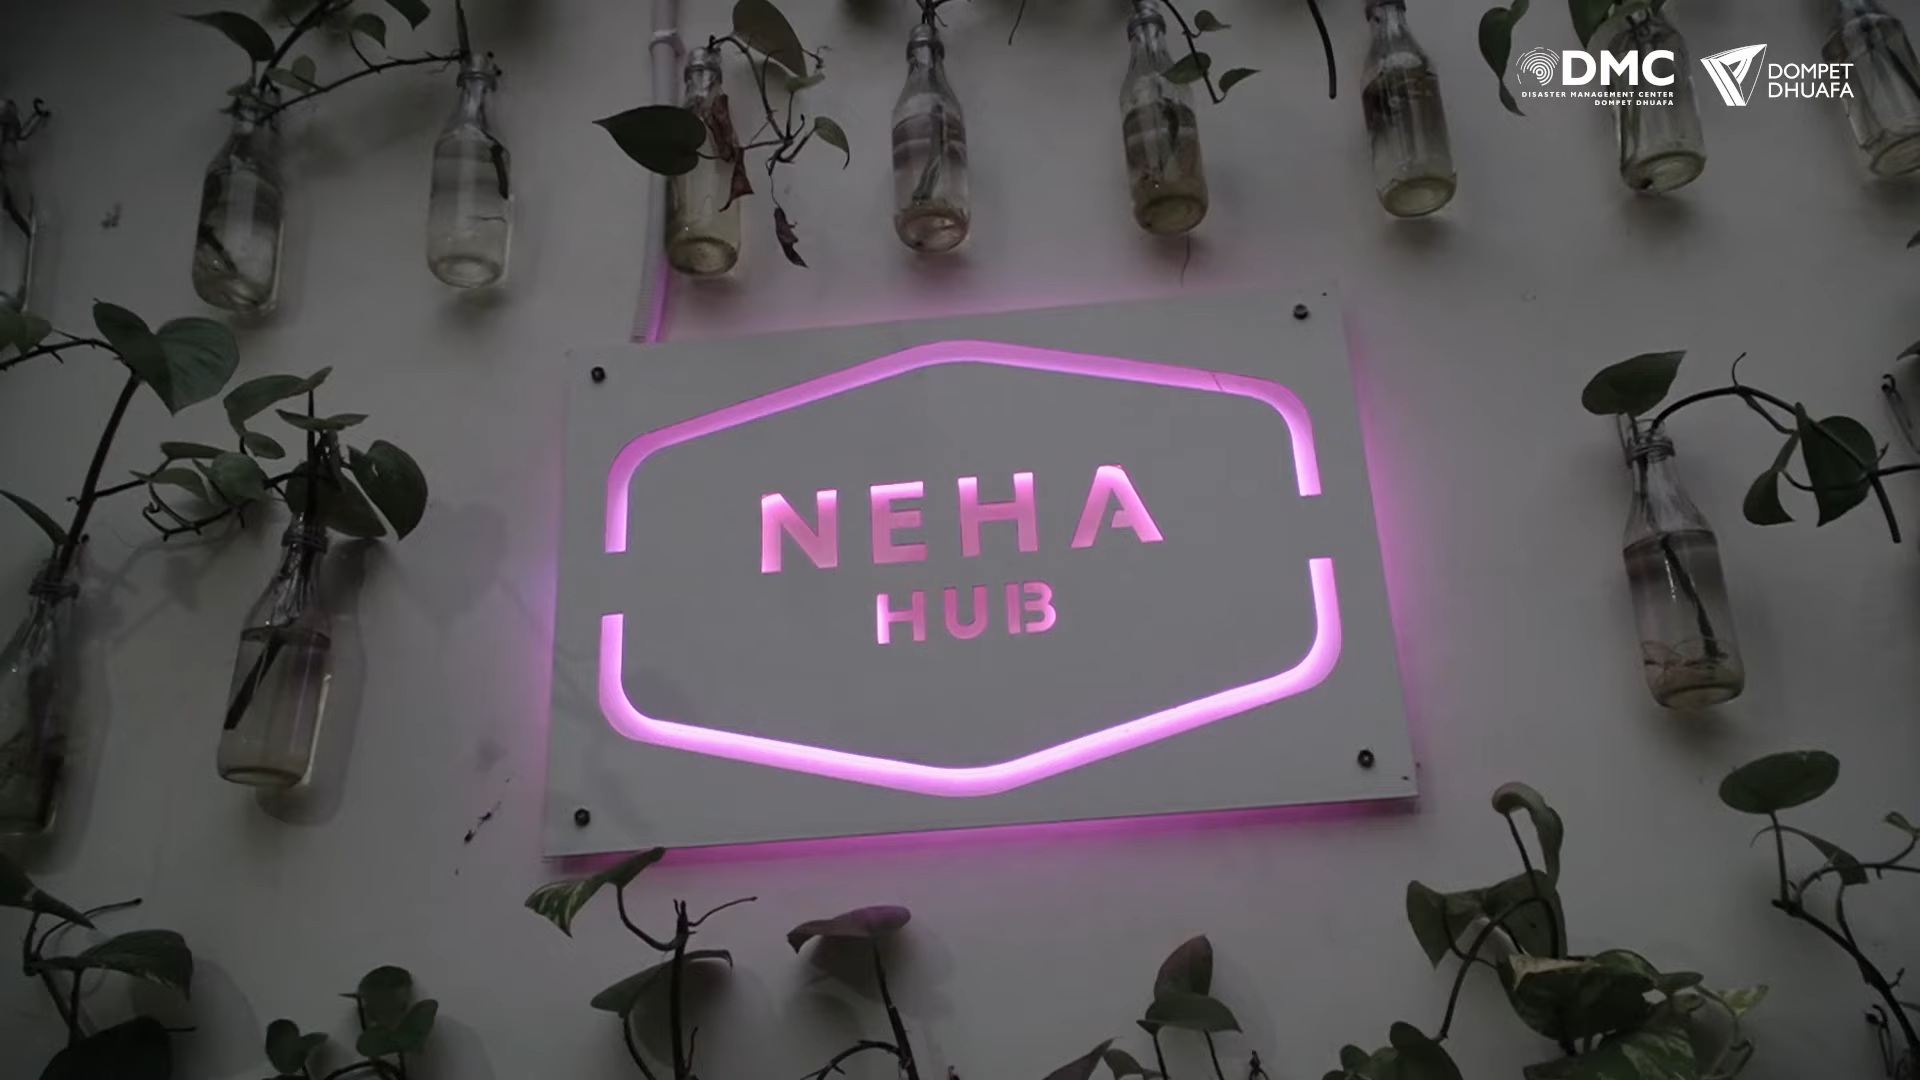 DMC
DISASTER MANAGEMENT CENTER
DOMPET DHUAFA
DOMPET
DHUAFA
NEHA
HUB